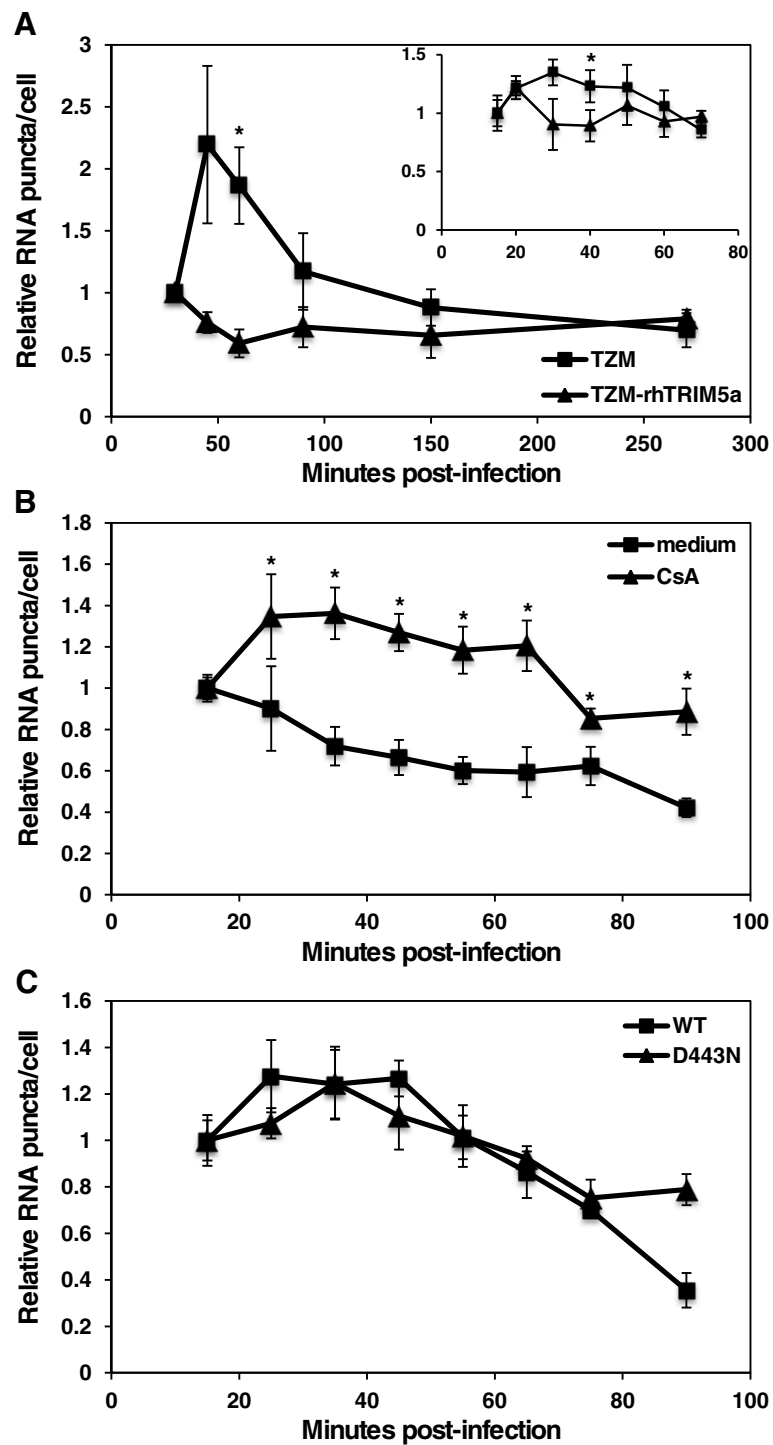 A
Relative RNA puncta/cell
3
2.5
2
1.5
1
0.5
0
0 50 100 150 200 250 300
Minutes post-infection
*
TZM
TZM-rhTRIM5a
1.5
1
1.5
0
0 20 40 60 80
*
B
Relative RNA puncta/cell
1.8
1.6
1.4
1.2
1
0.8
0.6
0.4
0.2
0
0 20 40 60 80 100
Minutes post-infection
* * * * * * *
medium
CsA
C
Relative RNA puncta/cell
1.6
1.4
1.2
1
0.8
0.6
0.4
0.2
0
0 20 40 60 80 100
Minutes post-infection
WT
D443N